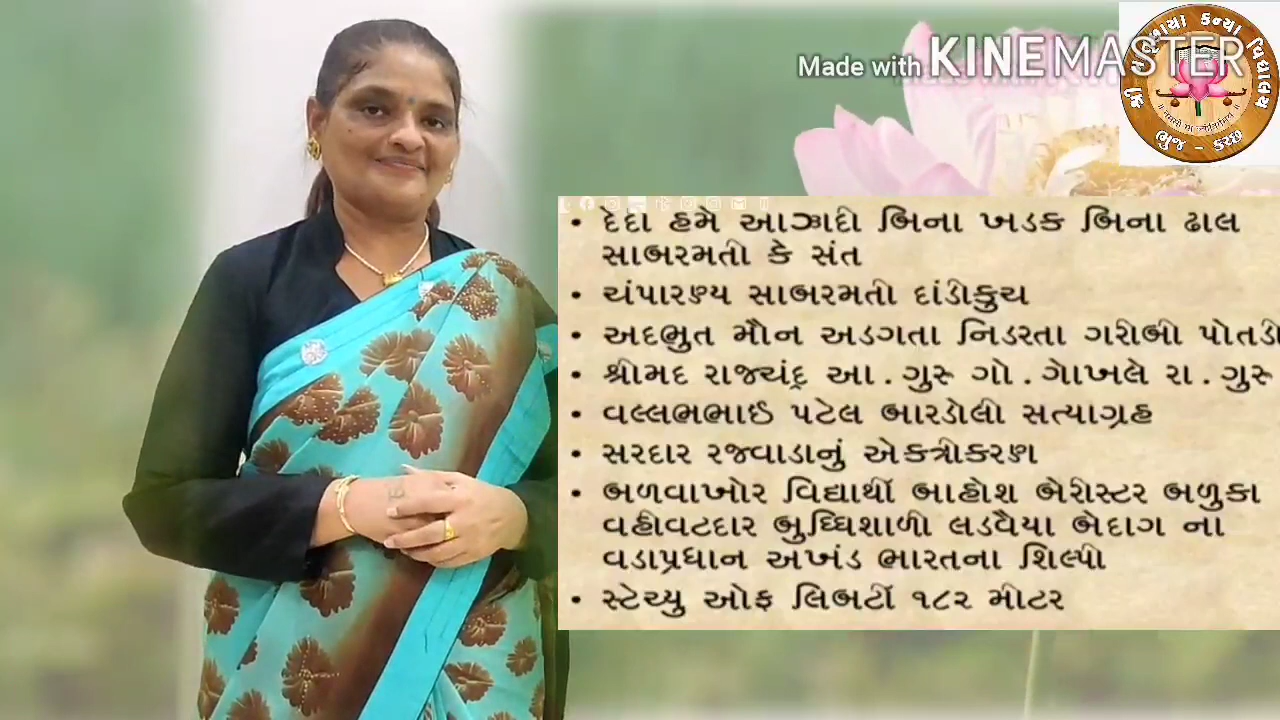 Made with KINEMASTER
ભુજ - કચ્છ
• દેદી હમે આઝાદી બિના ખડક બિના ઢાલ
સાબરમતી કે સંત
• ચંપારણ્ય સાબરમતી દાંડીકુચ
• અદભુત મૌન અડગતા નિડરતા ગરીબી પોતડી
• શ્રીમદ રાજચંદ્ર આ.ગુરુ ગો.ગોખલે રા.ગુરુ
• વલ્લભભાઈ પટેલ બારડોલી સત્યાગ્રહ
• સરદાર રજવાડાનું એકત્રીકરણ
• બળવાખોર વિદ્યાર્થી બાહોશ બેરીસ્ટર બળુકા
વહીવટદાર બુધ્ધિશાળી લડવૈયા બેદાગ ના
વડાપ્રધાન અખંડ ભારતના શિલ્પી
• સ્ટેચ્યુ ઓફ લિબર્ટી ૧૮૨ મીટર